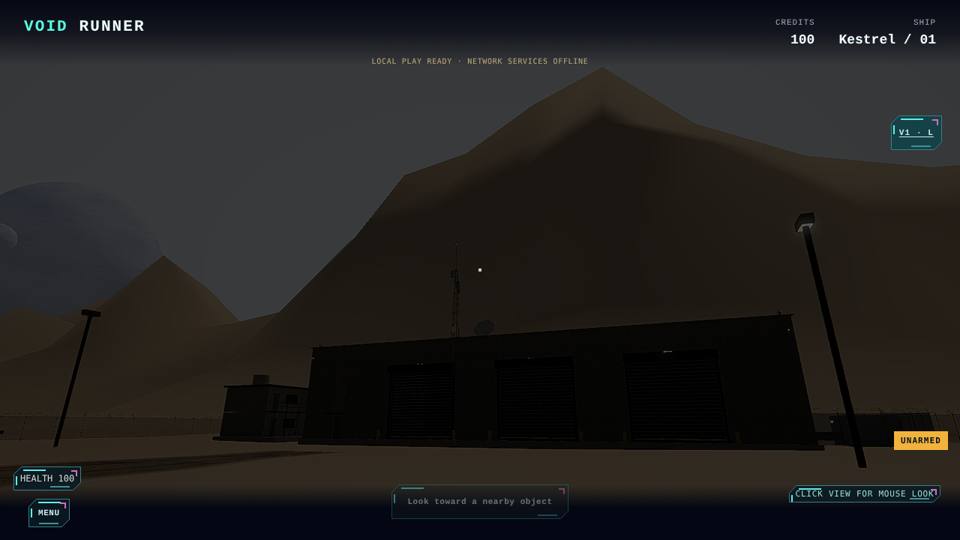 VOID RUNNER
CREDITS
100
SHIP
Kestrel / 01
LOCAL PLAY READY · NETWORK SERVICES OFFLINE
V1 · L
UNARMED
HEALTH 100
MENU
Look toward a nearby object
CLICK VIEW FOR MOUSE LOOK